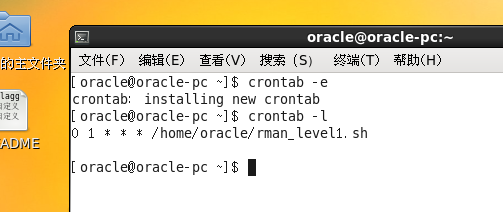 oracle@oracle-pc:~
文件(F) 编辑(E) 查看(V) 搜索 (S) 终端(T) 帮助(H)
[oracle@oracle-pc ~]$ crontab -e
crontab: installing new crontab
[oracle@oracle-pc ~]$ crontab -l
0 1 * * * /home/oracle/rman_level1.sh
[oracle@oracle-pc ~]$
的主文件夹
lagg
自定义
自定义
ADME